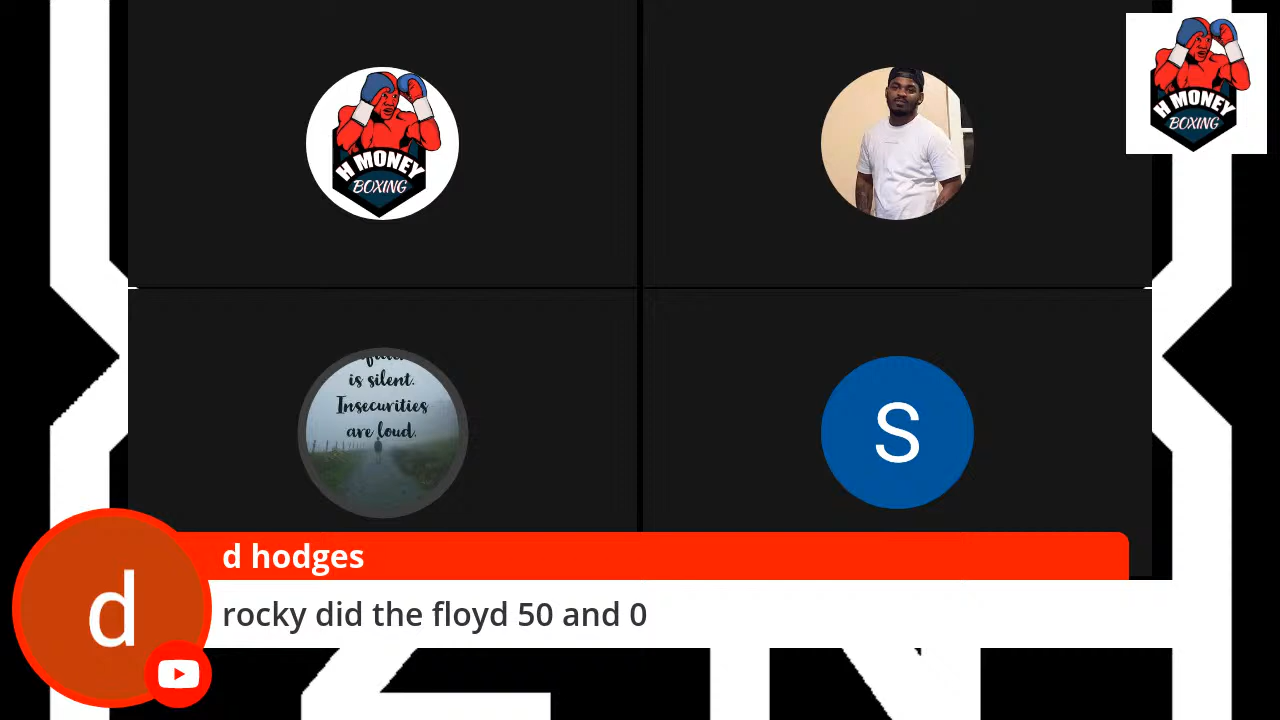 H MONEY
BOXING
H MONEY
BOXING
is silent.
Insecurities
are loud.
S
d
d hodges
rocky did the floyd 50 and 0